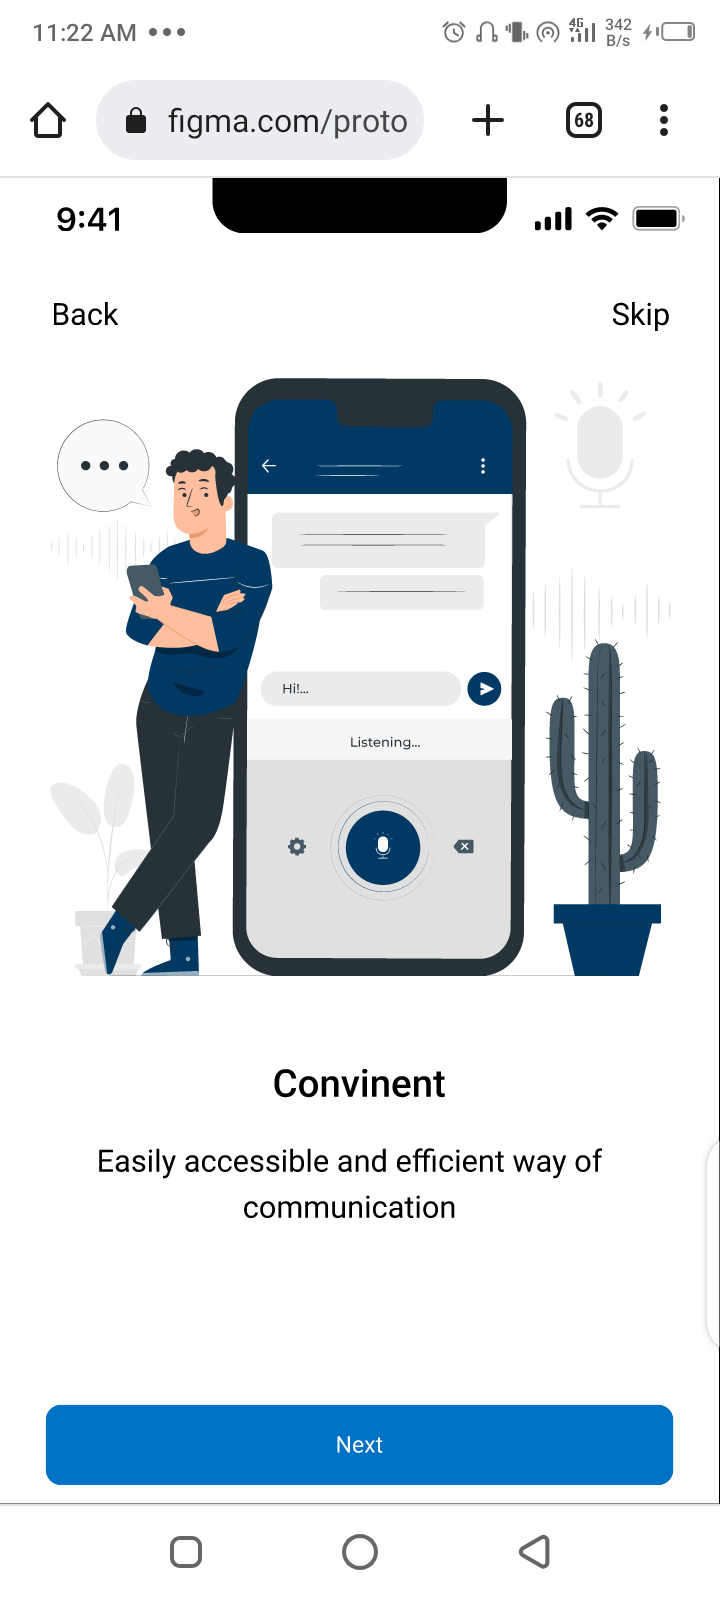 11:22 AM
4G
342
B/s
figma.com/proto
68
9:41
Back
Skip
Hi!...
Listening...
Convinent
Easily accessible and efficient way of
communication
Next